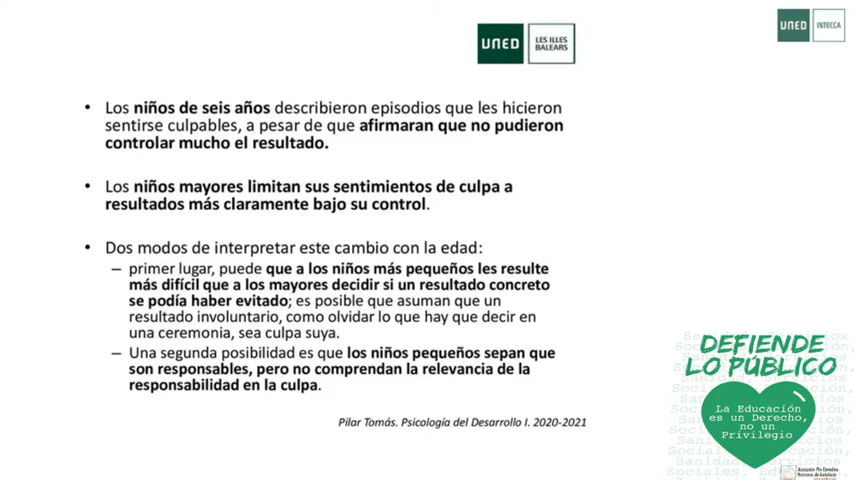 UNED
LES ILLES
BALEARS
UNED
INTECCA
• Los niños de seis años describieron episodios que les hicieron
sentirse culpables, a pesar de que afirmaran que no pudieron
controlar mucho el resultado.
• Los niños mayores limitan sus sentimientos de culpa a
resultados más claramente bajo su control.
• Dos modos de interpretar este cambio con la edad:
– primer lugar, puede que a los niños más pequeños les resulte
más difícil que a los mayores decidir si un resultado concreto
se podía haber evitado; es posible que asuman que un
resultado involuntario, como olvidar lo que hay que decir en
una ceremonia, sea culpa suya.
– Una segunda posibilidad es que los niños pequeños sepan que
son responsables, pero no comprendan la relevancia de la
responsabilidad en la culpa.
Pilar Tomás. Psicología del Desarrollo I. 2020-2021
DEFIENDE
LO PÚBLICO
La Educación
es un Derecho,
no un
Privilegio